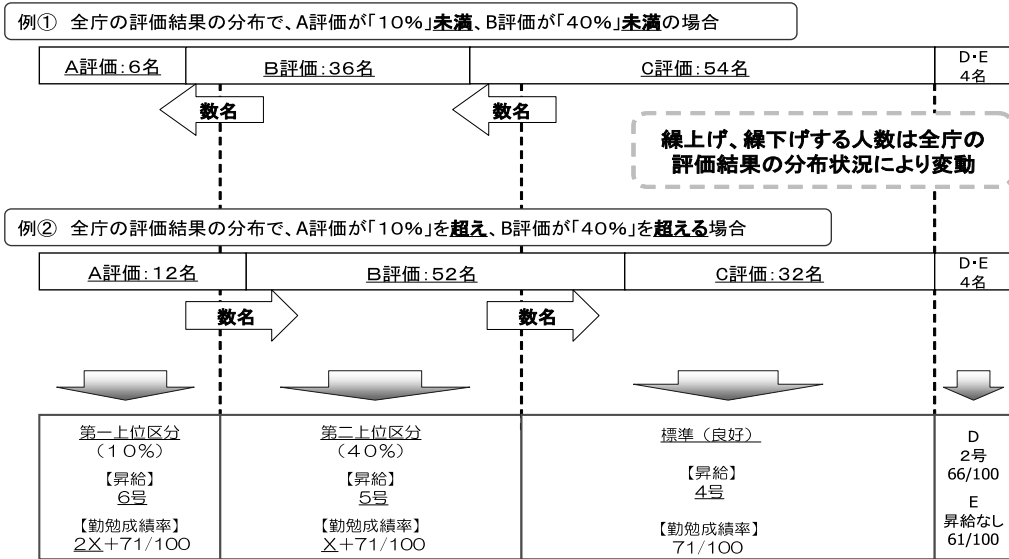 例① 全庁の評価結果の分布で、A評価が「10%」未満、B評価が「40%」未満の場合
A評価:6名
B評価:36名
C評価:54名
D・E
4名
数名
数名
繰上げ、繰下げする人数は全庁の
評価結果の分布状況により変動
例② 全庁の評価結果の分布で、A評価が「10%」を超え、B評価が「40%」を超える場合
A評価:12名
B評価:52名
C評価:32名
D・E
4名
数名
数名
第一上位区分
(10%)
【昇給】
6号
【勤勉成績率】
2X+71/100
第二上位区分
(40%)
【昇給】
5号
【勤勉成績率】
X+71/100
標準(良好)
【昇給】
4号
【勤勉成績率】
71/100
D
2号
66/100
E
昇給なし
61/100